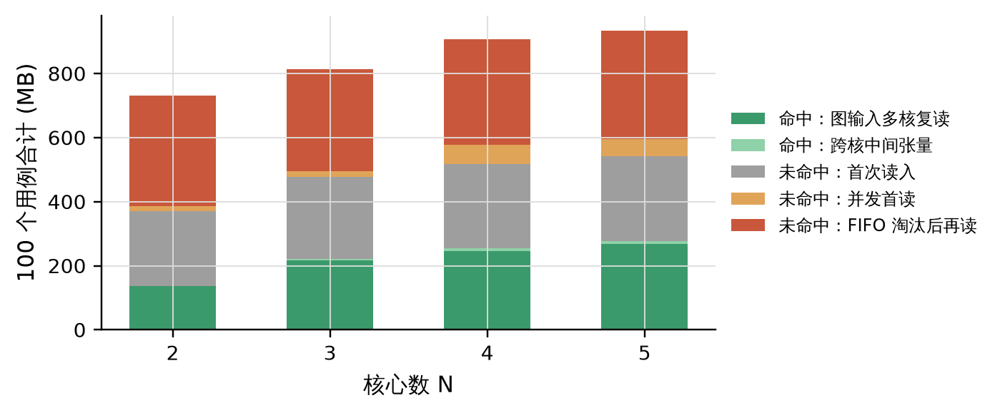 100 个用例合计 (MB)
800
600
400
200
0
2 3 4 5
核心数 N
命中：图输入多核复读
命中：跨核中间张量
未命中：首次读入
未命中：并发首读
未命中：FIFO 淘汰后再读